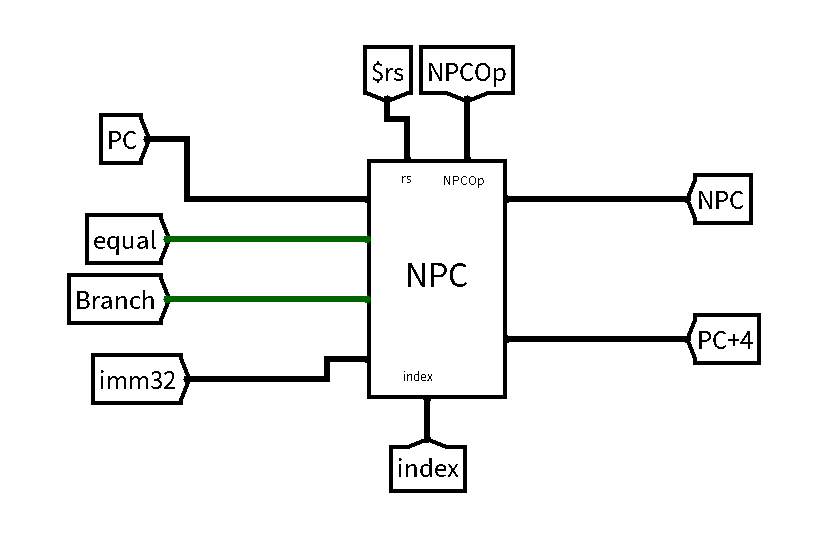 $rs
NPCOp
PC
rs
NPCOp
NPC
equal
NPC
Branch
PC+4
imm32
index
index